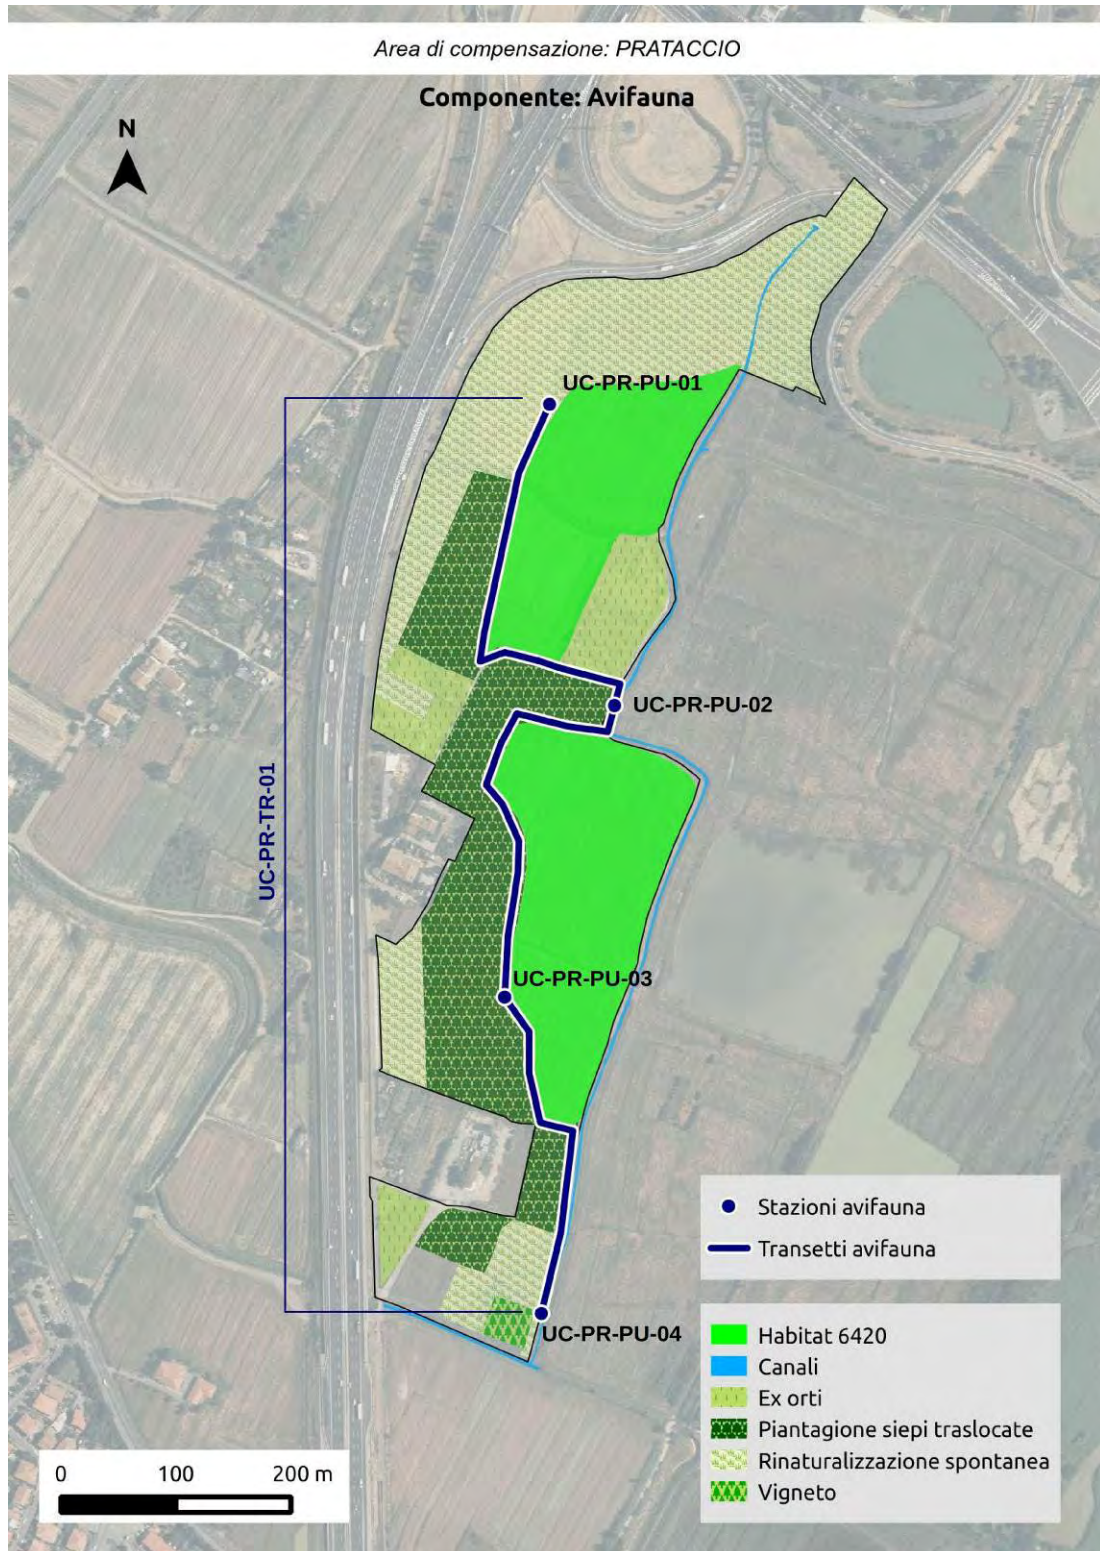 Area di compensazione: PRATACCIO
Componente: Avifauna
N
UC-PR-PU-01
UC-PR-PU-02
UC-PR-TR-01
UC-PR-PU-03
UC-PR-PU-04
Stazioni avifauna
Transetti avifauna
Habitat 6420
Canali
Ex orti
Piantagione siepi traslocate
Rinaturalizzazione spontanea
Vigneto
0 100 200 m